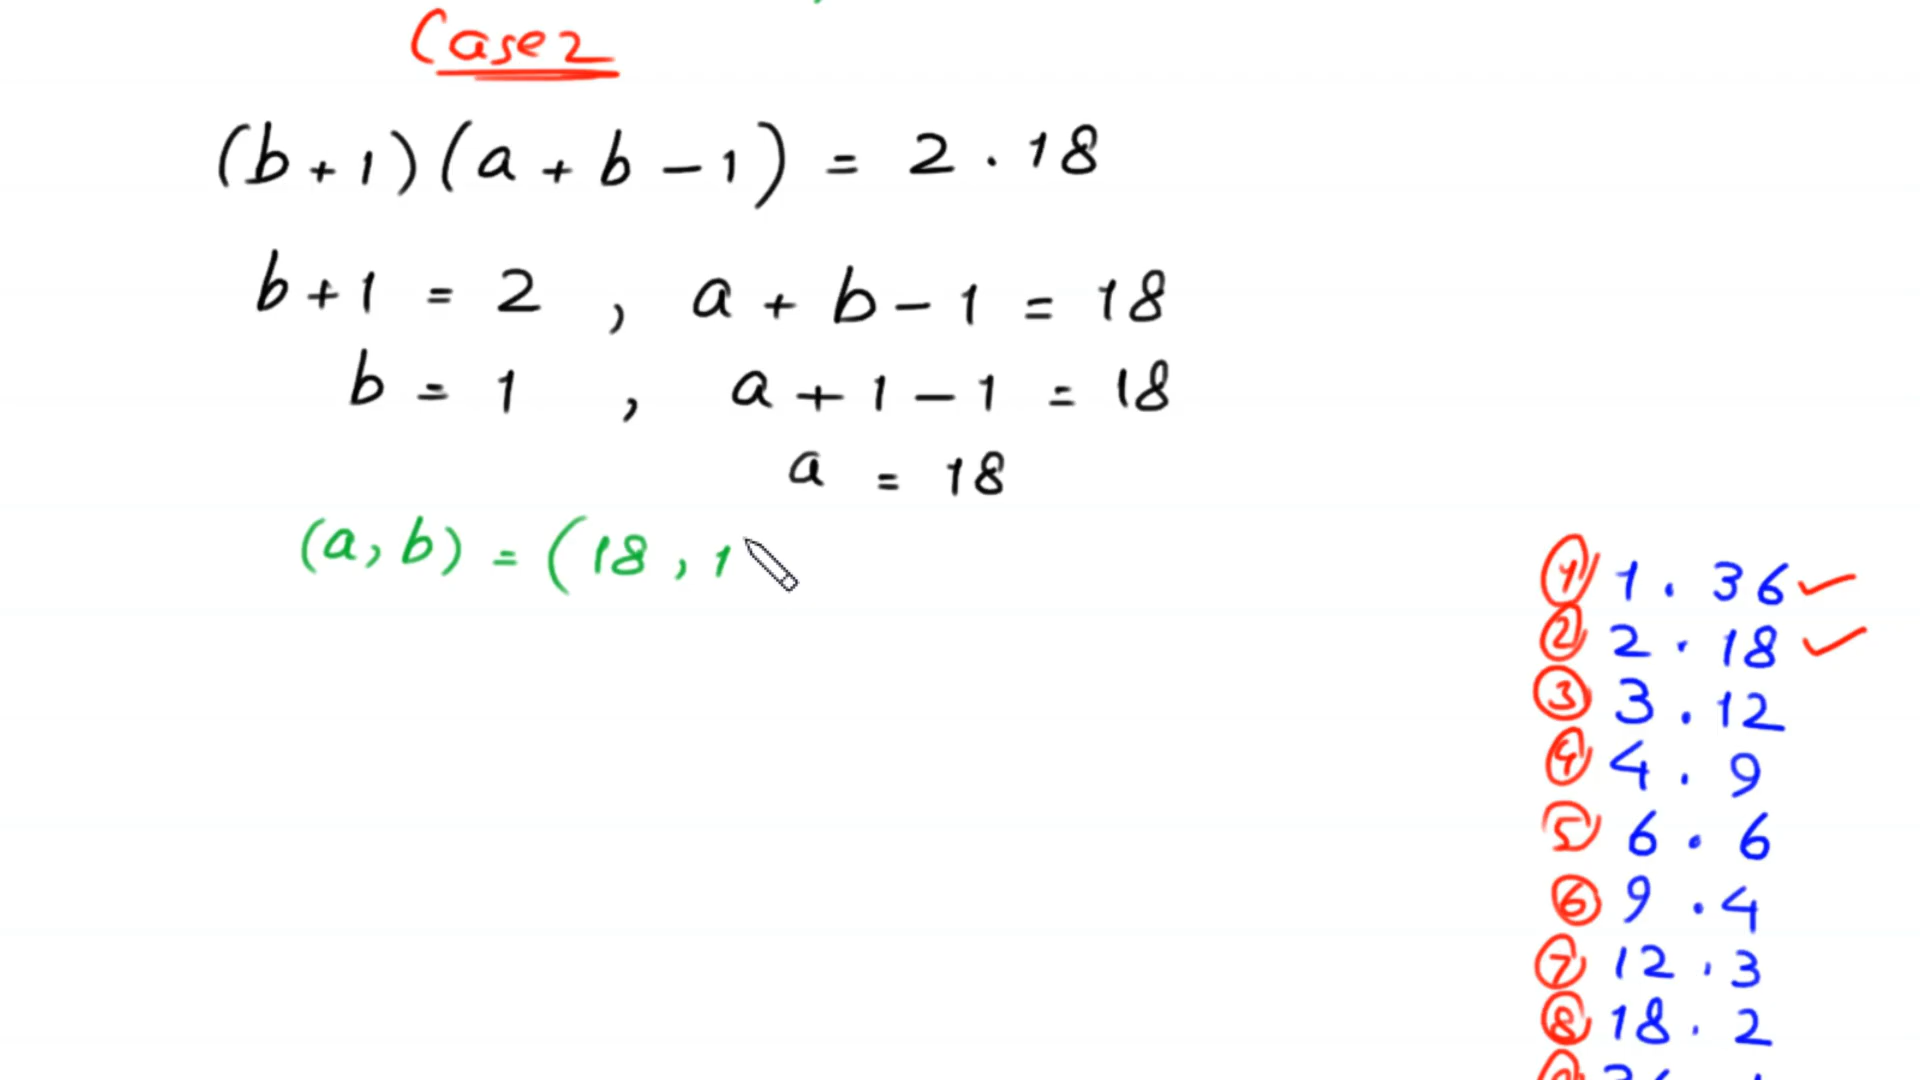 Case 2
(b+1)(a+b-1) = 2·18
b+1 = 2 , a+b-1 = 18
b = 1 , a+1-1 = 18
a = 18
(a,b) = (18,1
① 1·36 ✓
② 2·18 ✓
③ 3·12
④ 4·9
⑤ 6·6
⑥ 9·4
⑦ 12·3
⑧ 18·2